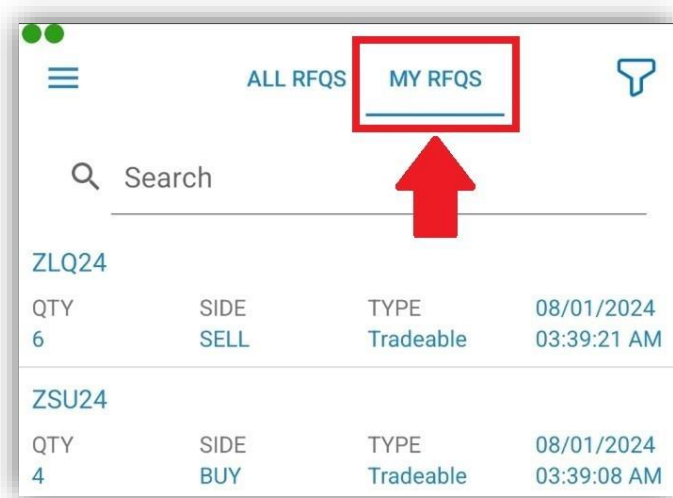 ALL RFQS MY RFQS
Search
ZLQ24
QTY SIDE TYPE 08/01/2024
6 SELL Tradeable 03:39:21 AM
ZSU24
QTY SIDE TYPE 08/01/2024
4 BUY Tradeable 03:39:08 AM